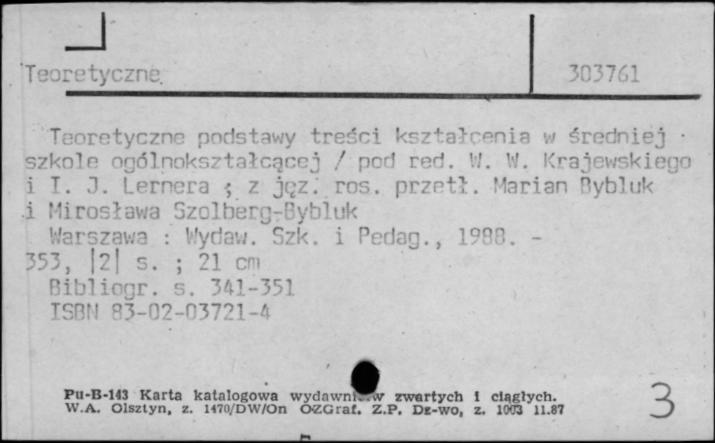 Teoretyczne.
303761
Teoretyczne podstawy treści kształcenia w średniej
szkole ogólnokształcącej / pod red. W. W. Krajewskiego
i I. J. Lernera ; z jęz. ros. przetł. Marian Bybluk
i Mirosława Szolberg-Bybluk
Warszawa : Wydaw. Szk. i Pedag., 1988. -
353, |2| s. ; 21 cm
Bibliogr. s. 341-351
ISBN 83-02-03721-4
Pu-B-143 Karta katalogowa zwartych i ciągłych.
W.A. Olsztyn, z. 1470/DW/On OZGraf. Z.P. Dz-wo, z. 1003 11.87
3